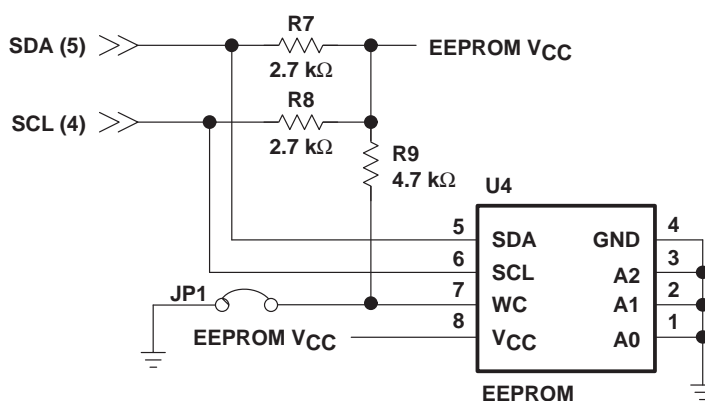 R7
SDA (5)
EEPROM VCC
2.7 kΩ
R8
SCL (4)
2.7 kΩ
R9
4.7 kΩ
U4
5 SDA GND 4
6 SCL A2 3
JP1
7 WC A1 2
EEPROM VCC
8 VCC A0 1
EEPROM